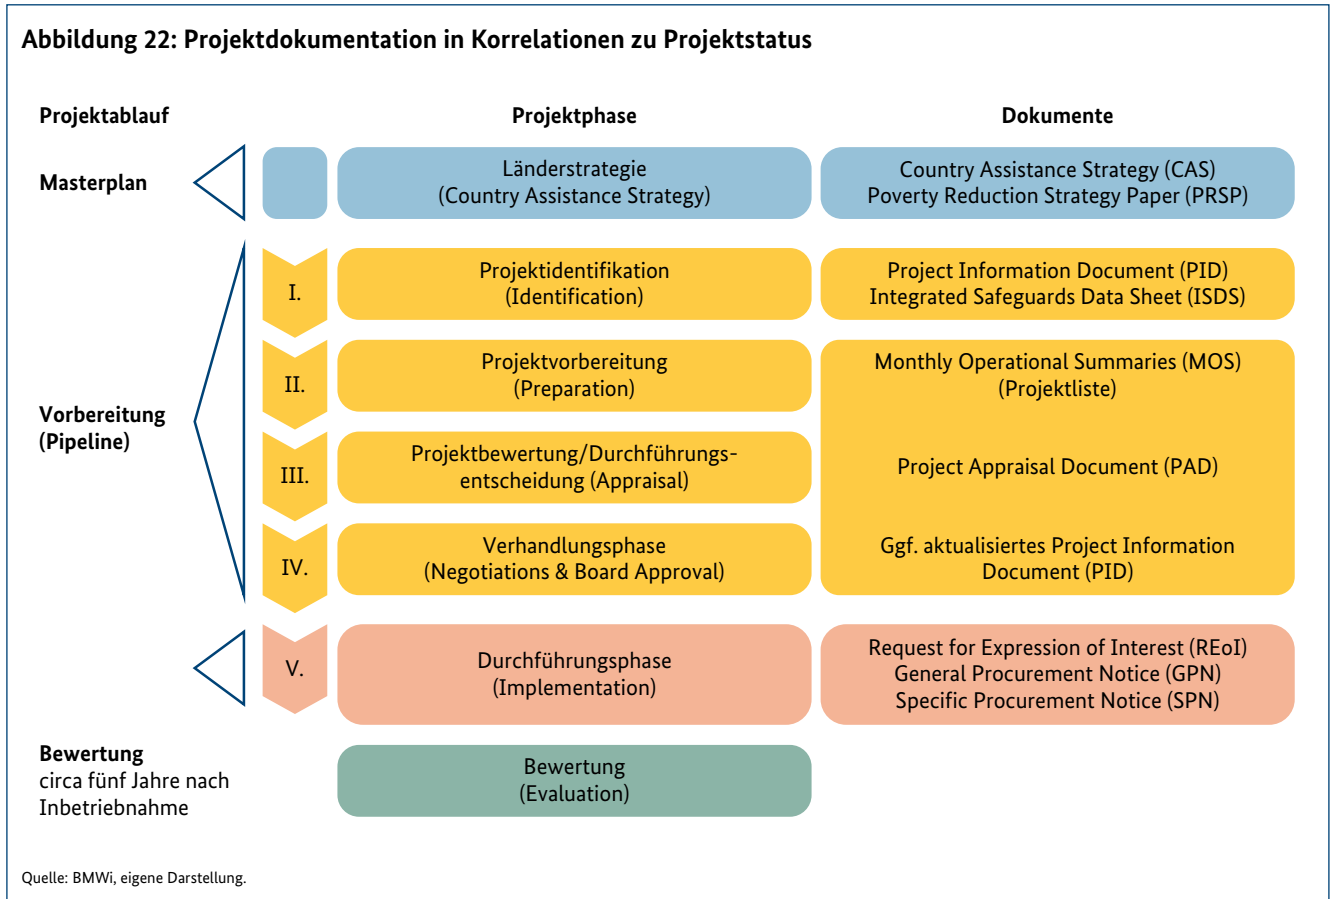 Abbildung 22: Projektdokumentation in Korrelationen zu Projektstatus
Projektablauf
Projektphase
Dokumente
Masterplan
Länderstrategie
(Country Assistance Strategy)
Country Assistance Strategy (CAS)
Poverty Reduction Strategy Paper (PRSP)
Vorbereitung
(Pipeline)
I.
Projektidentifikation
(Identification)
Project Information Document (PID)
Integrated Safeguards Data Sheet (ISDS)
II.
Projektvorbereitung
(Preparation)
Monthly Operational Summaries (MOS)
(Projektliste)
III.
Projektbewertung/Durchführungs-
entscheidung (Appraisal)
Project Appraisal Document (PAD)
IV.
Verhandlungsphase
(Negotiations & Board Approval)
Ggf. aktualisiertes Project Information
Document (PID)
V.
Durchführungsphase
(Implementation)
Request for Expression of Interest (REoI)
General Procurement Notice (GPN)
Specific Procurement Notice (SPN)
Bewertung
circa fünf Jahre nach
Inbetriebnahme
Bewertung
(Evaluation)
Quelle: BMWi, eigene Darstellung.